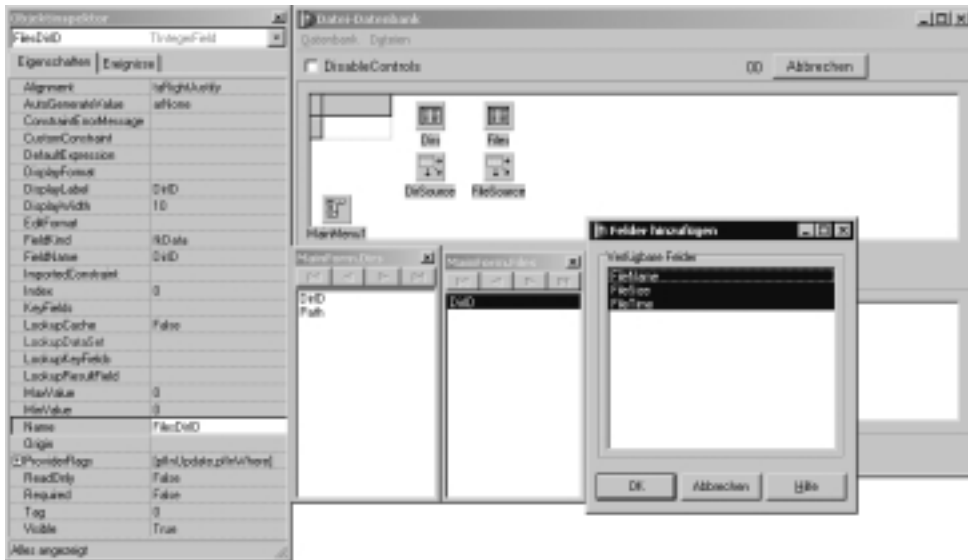 Objektinspektor
FilesDirID TIntegerField
Eigenschaften Ereignisse
Alignment taRightJustify
AutoGenerateValue arNone
ConstraintErrorMessage
CustomConstraint
DefaultExpression
DisplayFormat
DisplayLabel DirID
DisplayWidth 10
EditFormat
FieldKind fkData
FieldName DirID
ImportedConstraint
Index 0
KeyFields
LookupCache False
LookupDataSet
LookupKeyFields
LookupResultField
MaxValue 0
MinValue 0
Name FilesDirID
Origin
ProviderFlags [pfInUpdate,pfInWhere]
ReadOnly False
Required False
Tag 0
Visible True
Alles angezeigt
Datei-Datenbank
Datenbank Dateien
DisableControls
Abbrechen
Dirs Files
DirSource FileSource
MainMenu1
MainForm.Dirs
DirID
Path
MainForm.Files
DirID
Felder hinzufügen
Verfügbare Felder
FileName
FileSize
FileTime
OK Abbrechen Hilfe